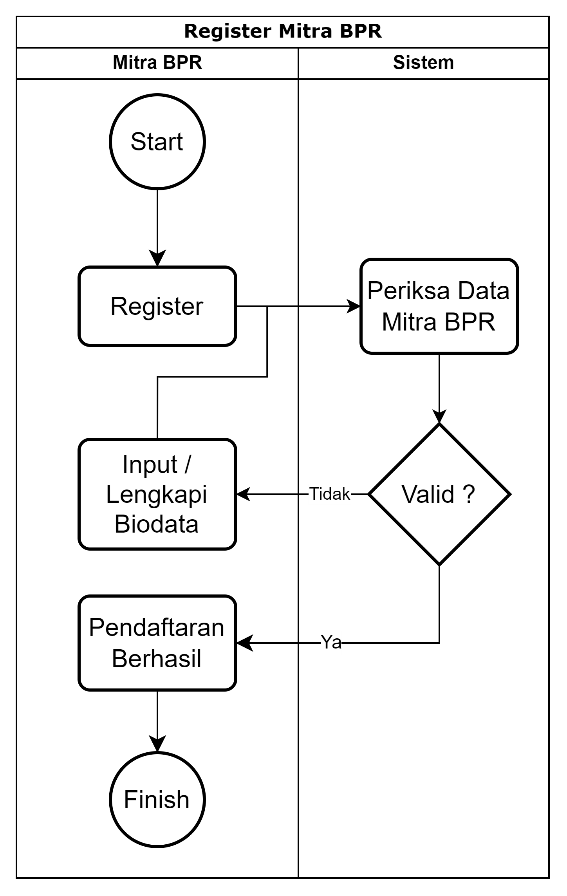 Register Mitra BPR
Mitra BPR
Sistem
Start
Register
Periksa Data
Mitra BPR
Input /
Lengkapi
Biodata
Tidak
Valid ?
Pendaftaran
Berhasil
Ya
Finish